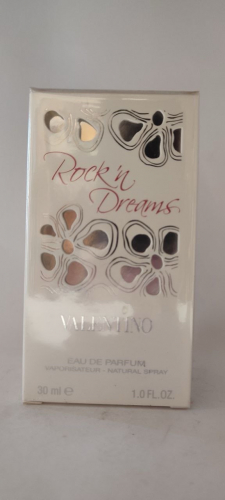 Rock 'n
Dreams
VALENTINO
EAU DE PARFUM
VAPORISATEUR - NATURAL SPRAY
30 ml ℮ 1.0 FL.OZ.